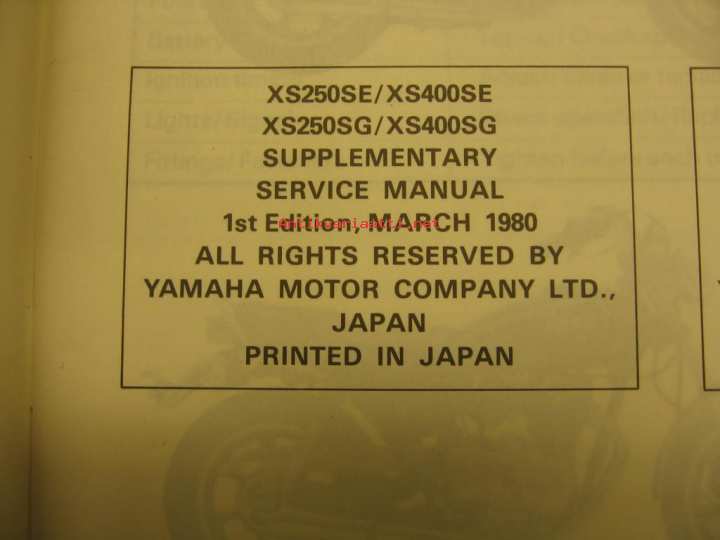 XS250SE/XS400SE
XS250SG/XS400SG
SUPPLEMENTARY
SERVICE MANUAL
1st Edition, MARCH 1980
ALL RIGHTS RESERVED BY
YAMAHA MOTOR COMPANY LTD.,
JAPAN
PRINTED IN JAPAN